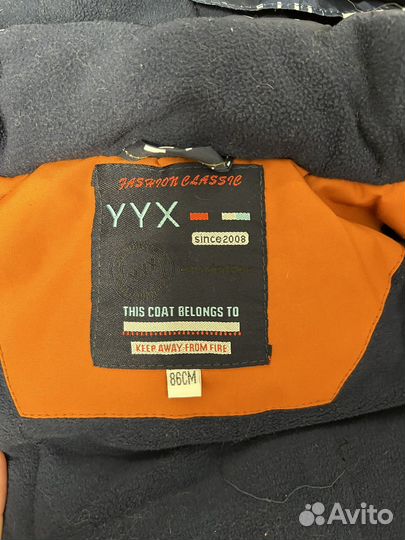 FASHION CLASSIC
YYX
since2008
THIS COAT BELONGS TO
KEEP AWAY FROM FIRE
86CM
Avito